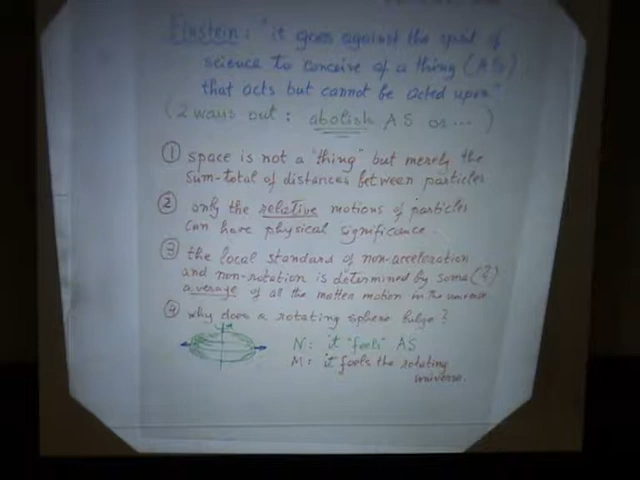 Einstein: "it goes against the spirit of
science to conceive of a thing (AS)
that acts but cannot be acted upon"
(2 ways out: abolish AS or ... )
① space is not a "thing" but merely the
sum-total of distances between particles
② only the relative motions of particles
can have physical significance
③ the local standard of non-acceleration
and non-rotation is determined by some (?)
average of all the matter motion in the universe
④ why does a rotating sphere bulge?
N: it "feels" AS
M: it feels the rotating
universe.